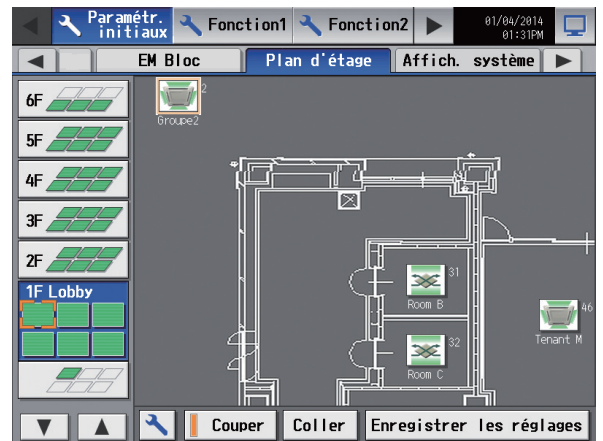 Paramétr. initiaux
Fonction1
Fonction2
01/04/2014
01:31PM
EM Bloc
Plan d'étage
Affich. système
6F
5F
4F
3F
2F
1F Lobby
2
Groupe2
31
Room B
32
Room C
46
Tenant M
Couper
Coller
Enregistrer les réglages